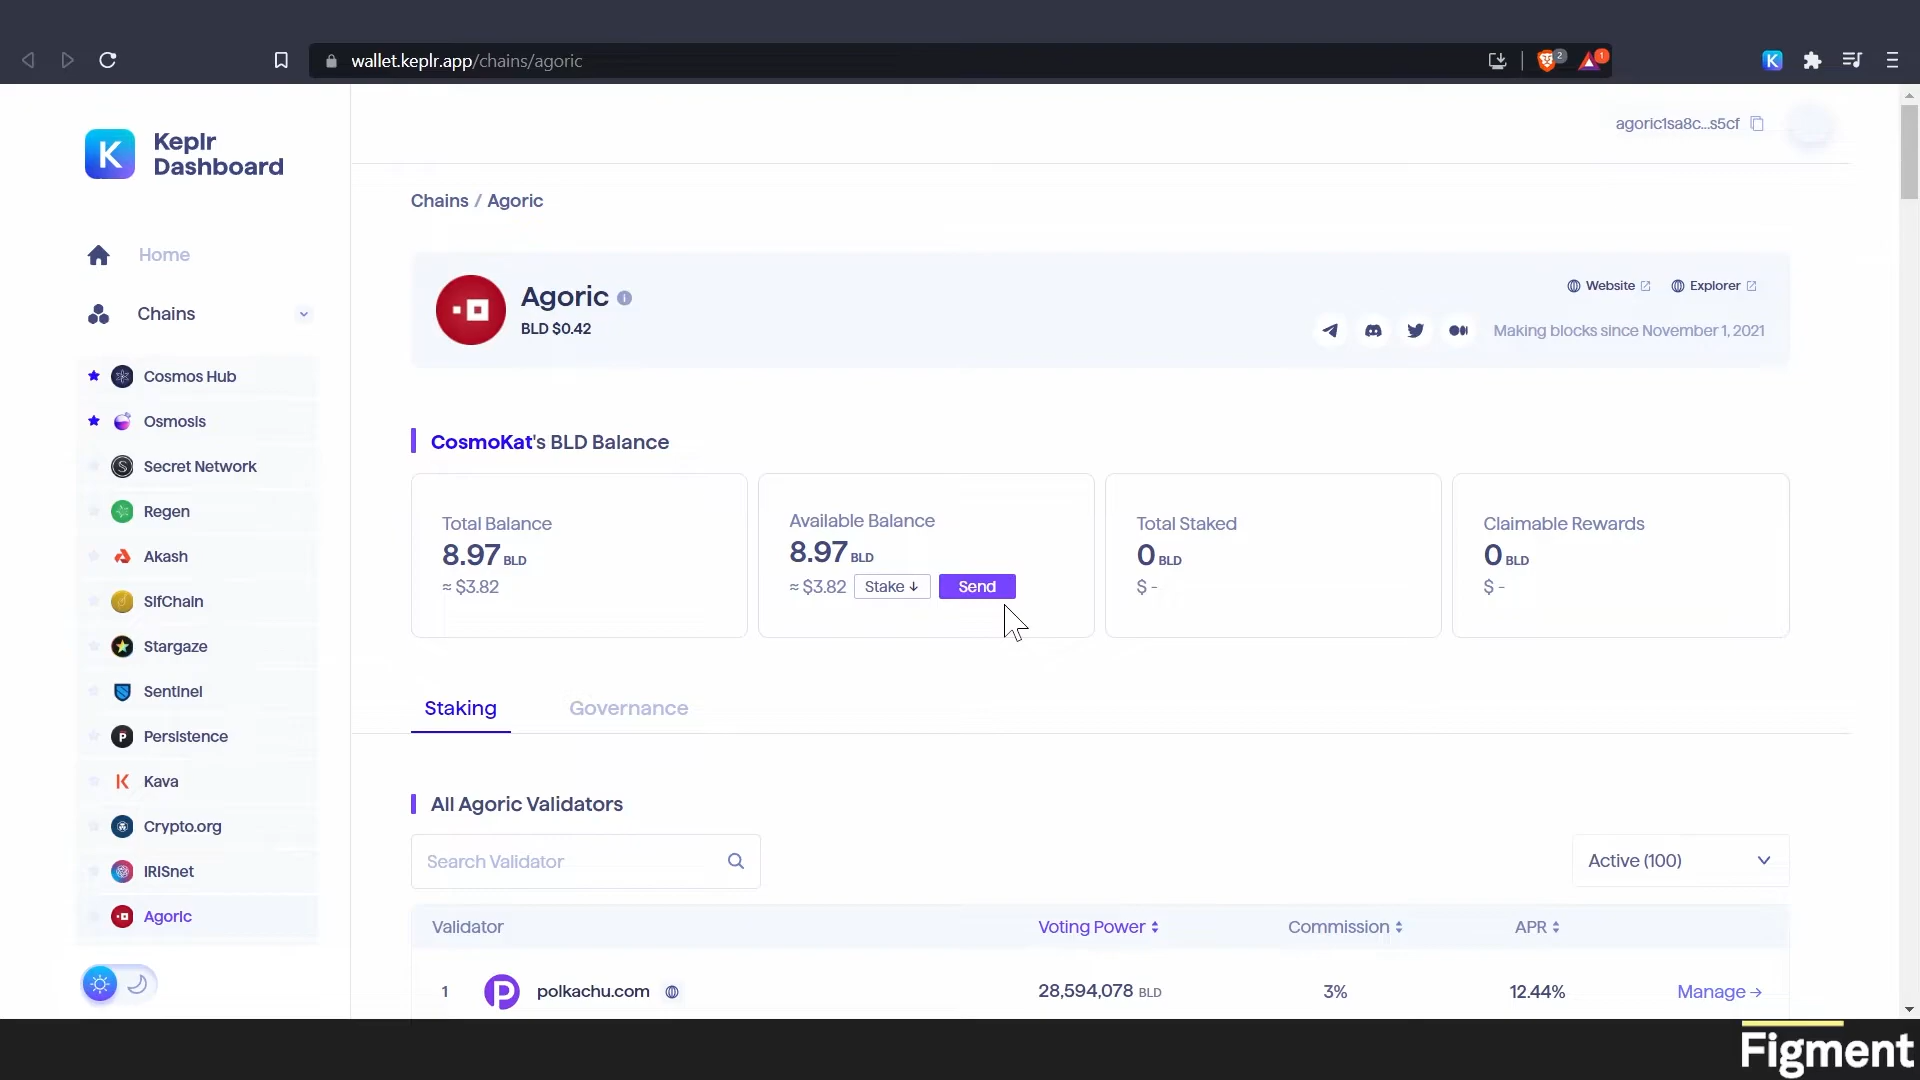 wallet.keplr.app/chains/agoric
2
1
K
K
Keplr
Dashboard
agoric1sa8c...s5cf
Home
Chains
Cosmos Hub
Osmosis
Secret Network
Regen
Akash
SifChain
Stargaze
Sentinel
Persistence
Kava
Crypto.org
IRISnet
Agoric
Chains / Agoric
Agoric
BLD $0.42
Website
Explorer
Making blocks since November 1, 2021
CosmoKat's BLD Balance
Total Balance
8.97 BLD
≈ $3.82
Available Balance
8.97 BLD
≈ $3.82 Stake ↓ Send
Total Staked
0 BLD
$ -
Claimable Rewards
0 BLD
$ -
Staking
Governance
All Agoric Validators
Search Validator
Active (100)
Validator Voting Power Commission APR
1 polkachu.com 28,594,078 BLD 3% 12.44% Manage →
Figment